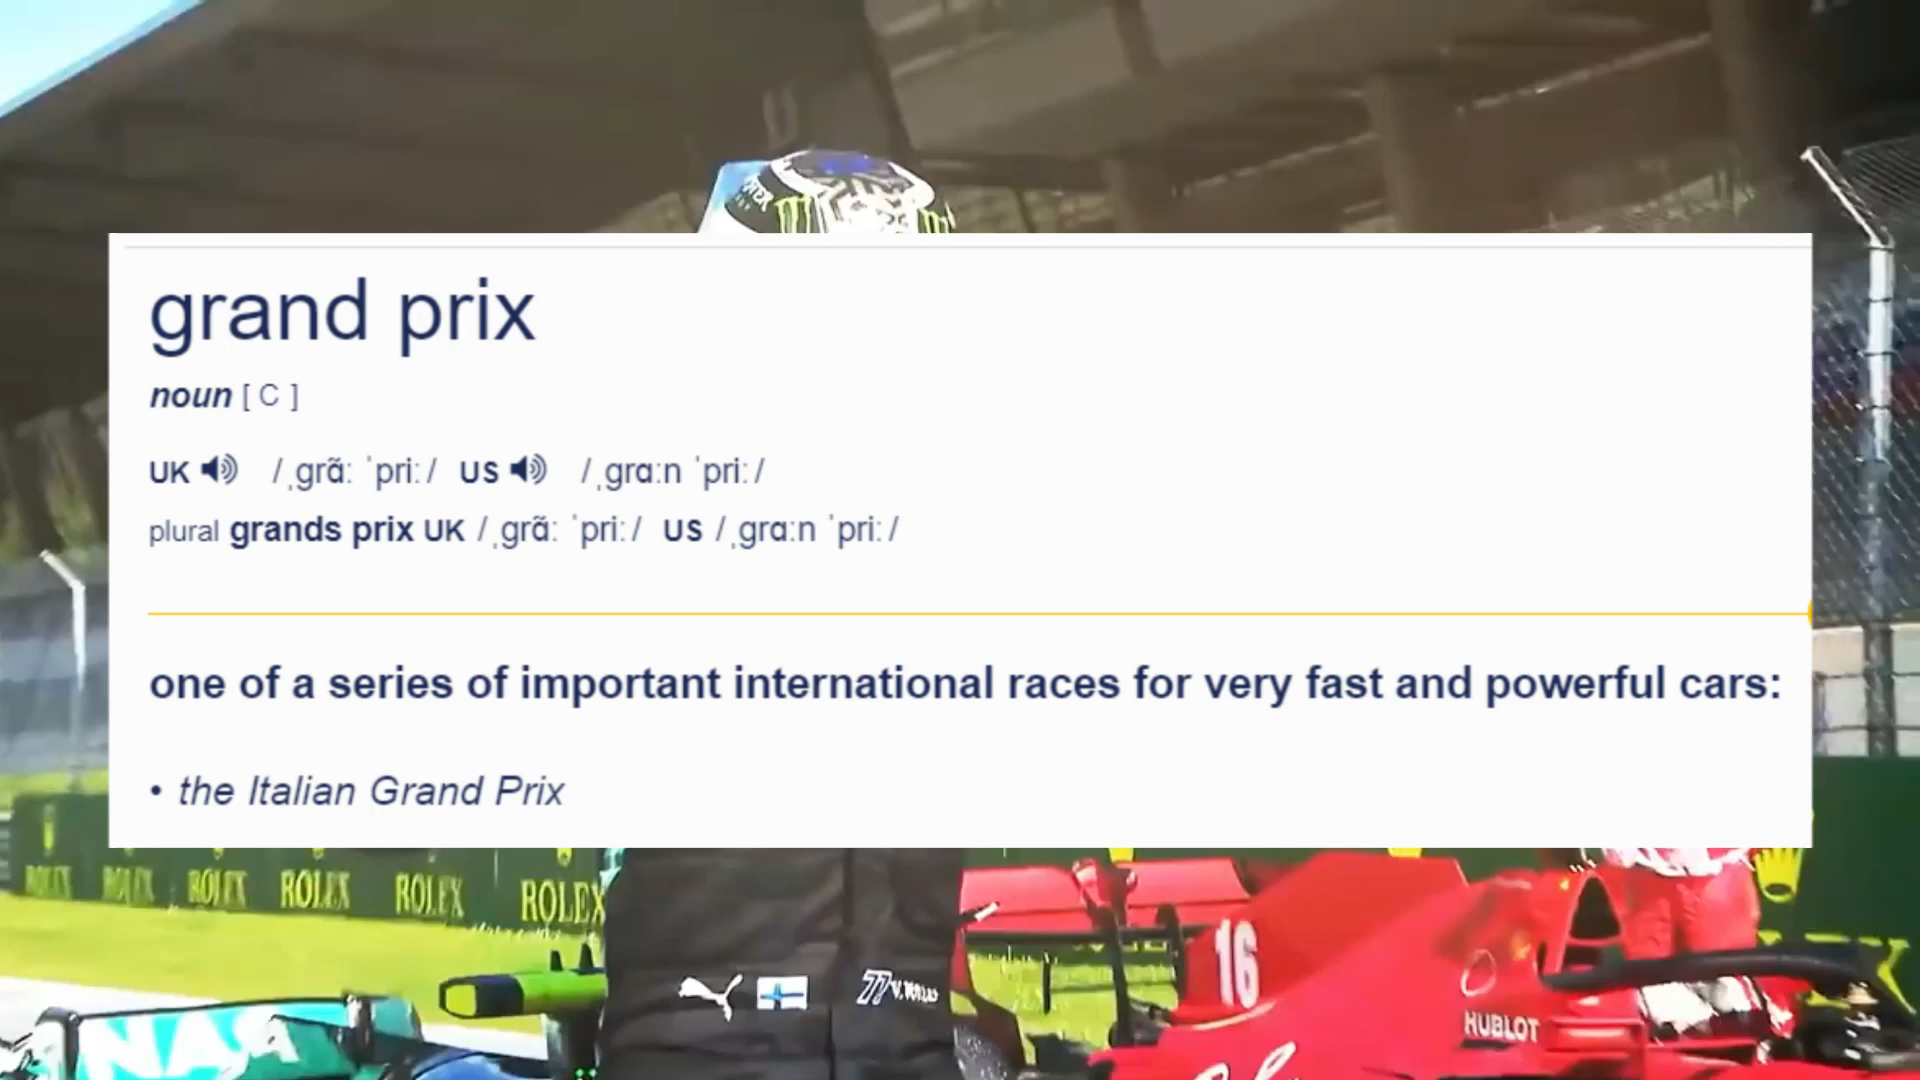 grand prix
noun [ C ]
UK /ˌɡrɑ̃ː ˈpriː/ US /ˌɡrɑːn ˈpriː/
plural grands prix UK /ˌɡrɑ̃ː ˈpriː/ US /ˌɡrɑːn ˈpriː/
one of a series of important international races for very fast and powerful cars:
• the Italian Grand Prix
ROLEX ROLEX ROLEX ROLEX ROLEX ROLEX
16
77
HUBLOT